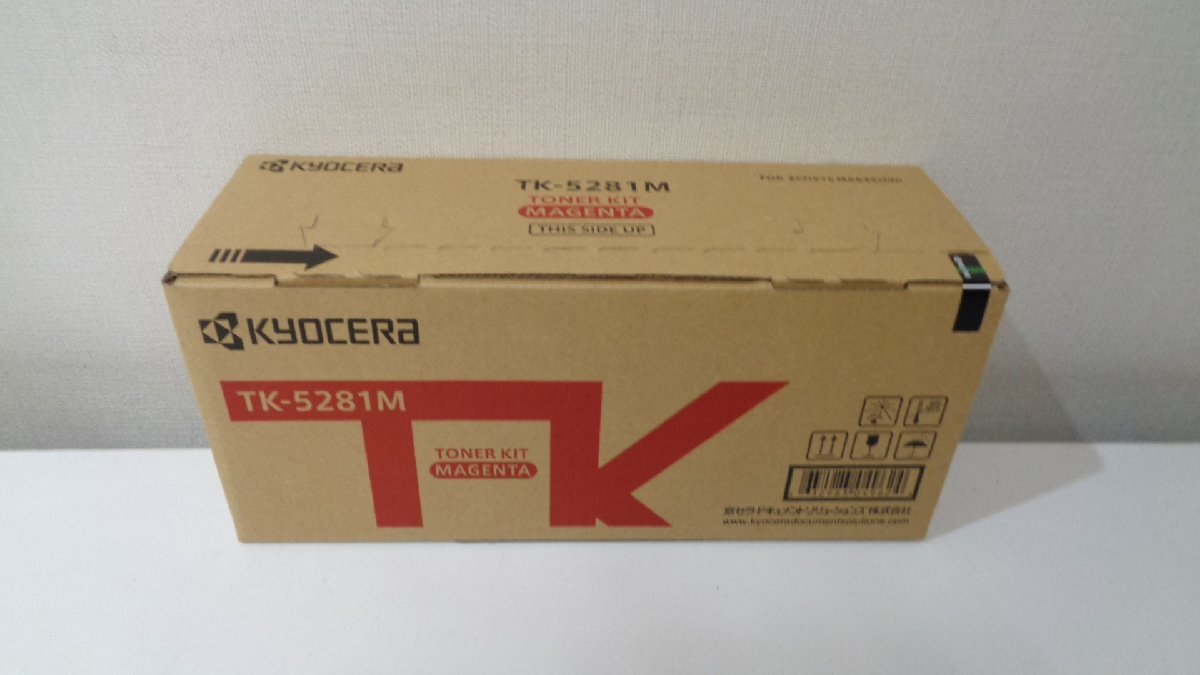 KYOCERA
TK-5281M
TONER KIT
MAGENTA
THIS SIDE UP
FOR ECOSYS
KYOCERA
TK-5281M
TK
TONER KIT
MAGENTA
京セラドキュメントソリューションズ株式会社
www.kyoceradocumentsolutions.com